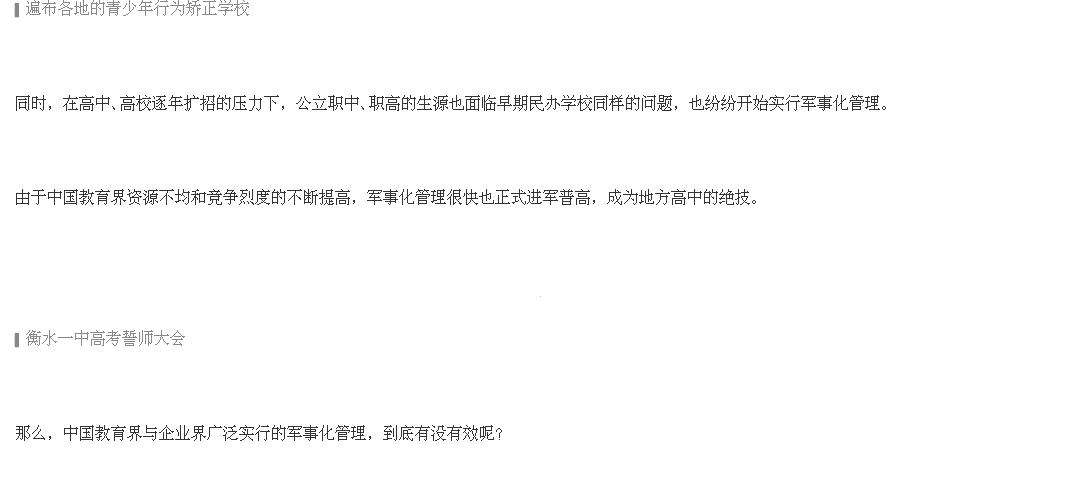 ▌遍布各地的青少年行为矫正学校
同时，在高中、高校逐年扩招的压力下，公立职中、职高的生源也面临早期民办学校同样的问题，也纷纷开始实行军事化管理。
由于中国教育界资源不均和竞争烈度的不断提高，军事化管理很快也正式进军普高，成为地方高中的绝技。
▌衡水一中高考誓师大会
那么，中国教育界与企业界广泛实行的军事化管理，到底有没有效呢？